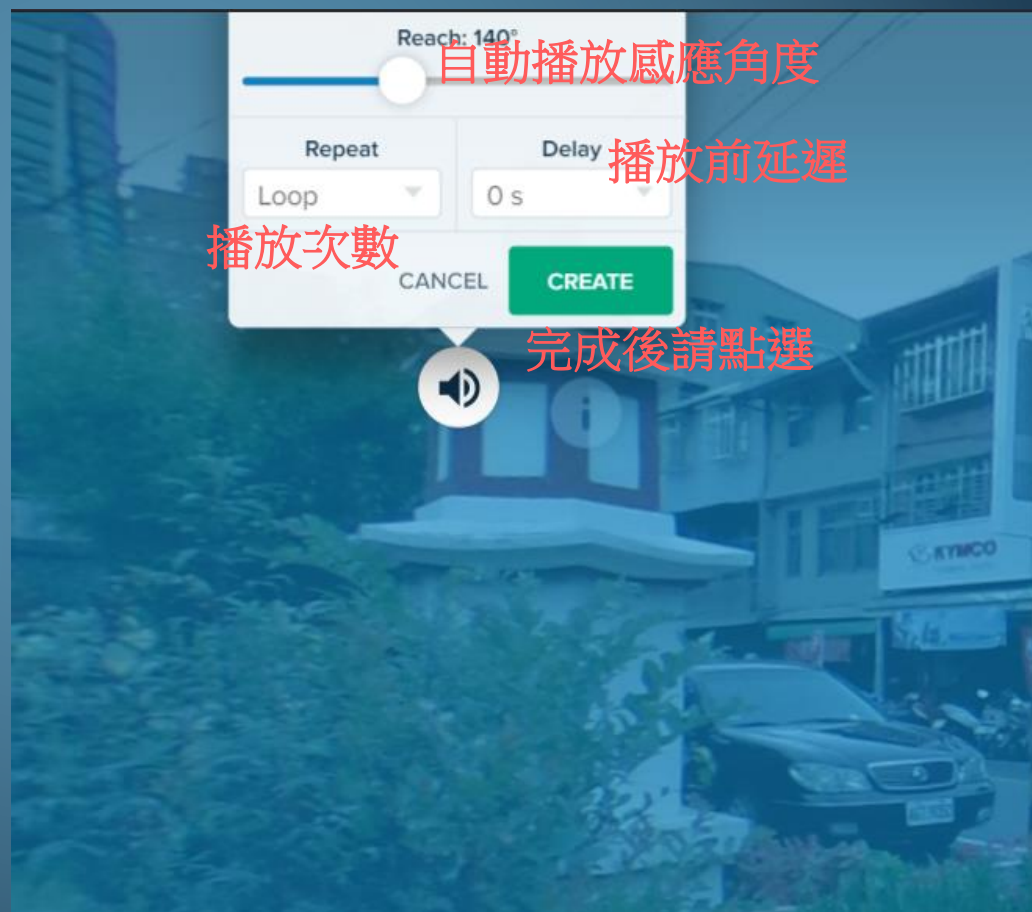 Reach: 140°
自動播放感應角度
Repeat
Delay
播放前延遲
Loop
0 s
播放次數
CANCEL
CREATE
完成後請點選
i
KYMCO